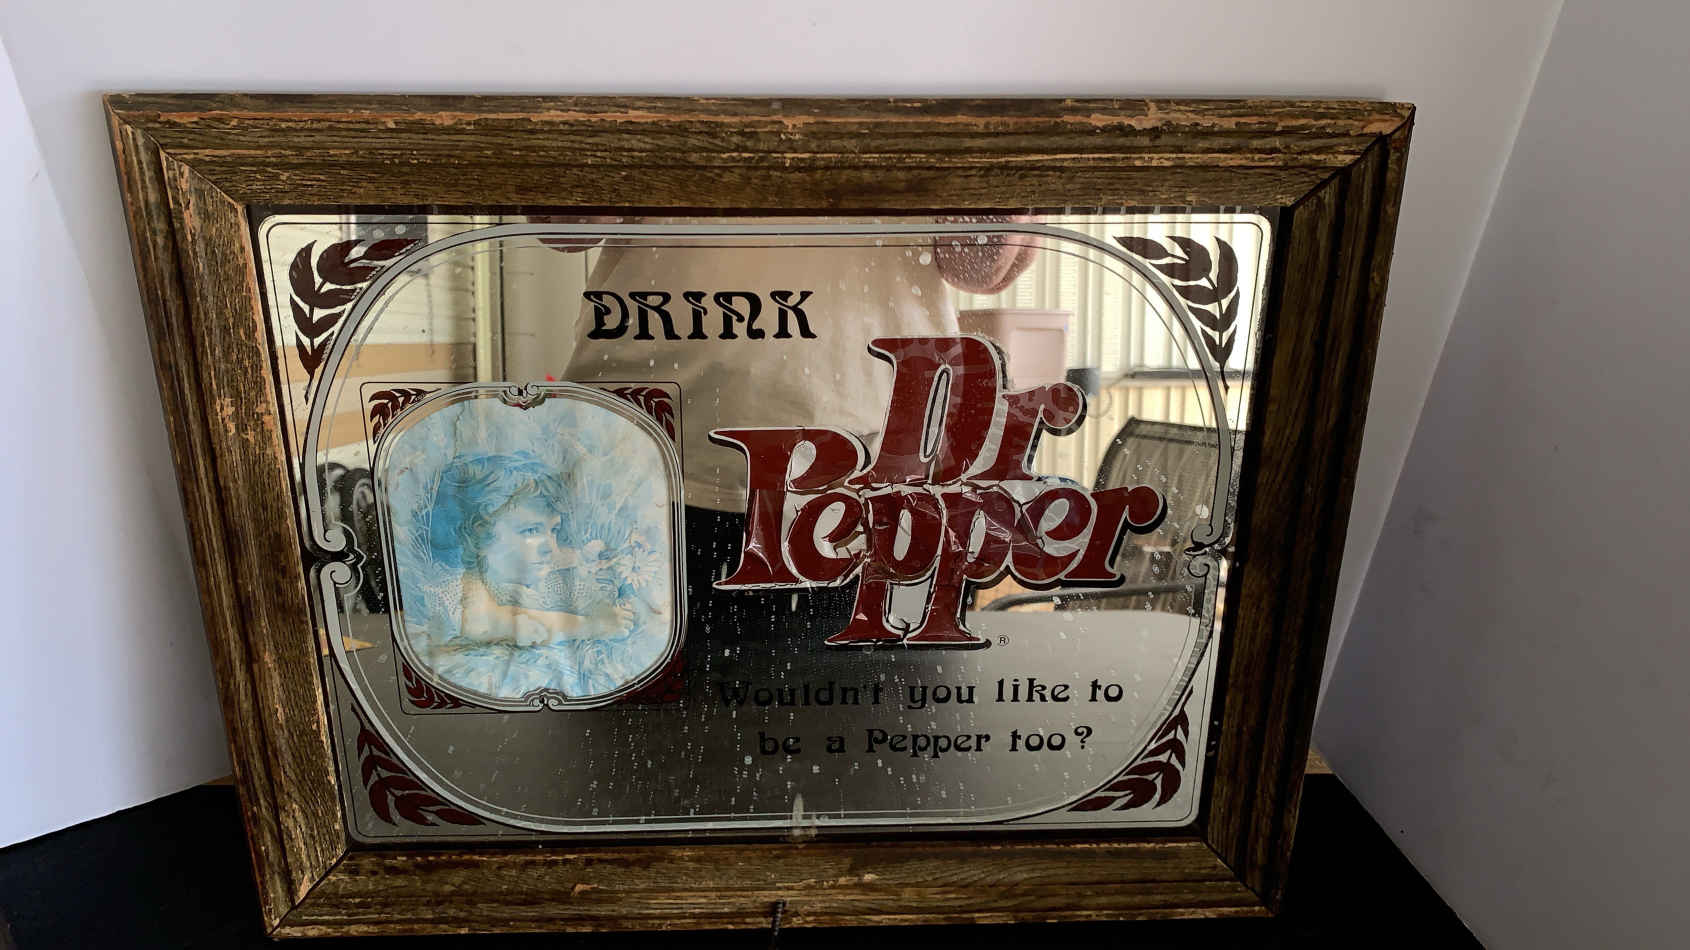 DRINK
Dr
Pepper
®
Wouldn't you like to
be a Pepper too?